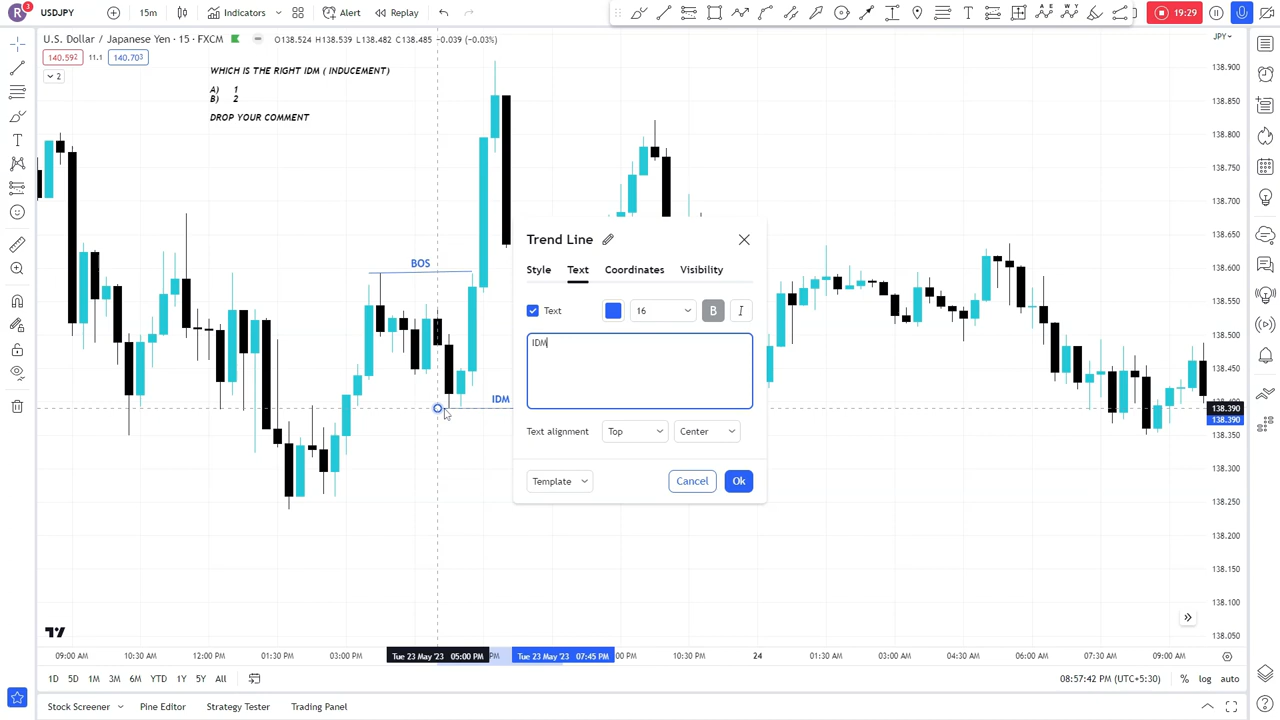 R 3 USDJPY 15m Indicators Alert Replay 19:29
U.S. Dollar / Japanese Yen · 15 · FXCM O138.524 H138.539 L138.482 C138.485 −0.039 (−0.03%) JPY
140.592 11.1 140.703
2
WHICH IS THE RIGHT IDM ( INDUCEMENT)
A) 1
B) 2
DROP YOUR COMMENT
138.900
138.850
138.800
138.750
138.700
138.650
138.600
138.550
138.500
138.450
138.400
138.390
138.390
138.350
138.300
138.250
138.200
138.150
138.100
138.050
BOS
IDM
Trend Line
Style Text Coordinates Visibility
Text 16 B I
IDM
Text alignment Top Center
Template Cancel Ok
09:00 AM 10:30 AM 12:00 PM 01:30 PM 03:00 PM Tue 23 May '23 05:00 PM PM Tue 23 May '23 07:45 PM 00 PM 10:30 PM 24 01:30 AM 03:00 AM 04:30 AM 06:00 AM 07:30 AM 09:00 AM
1D 5D 1M 3M 6M YTD 1Y 5Y All 08:57:42 PM (UTC+5:30) % log auto
Stock Screener Pine Editor Strategy Tester Trading Panel